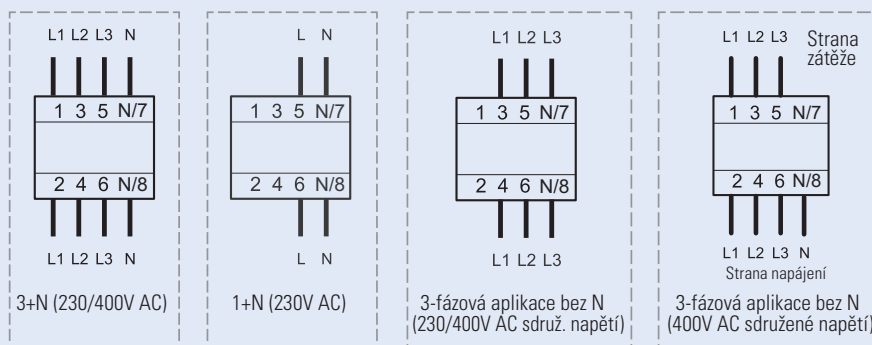 L1 L2 L3 N
1 3 5 N/7
2 4 6 N/8
L1 L2 L3 N
3+N (230/400V AC)
L N
1 3 5 N/7
2 4 6 N/8
L N
1+N (230V AC)
L1 L2 L3
1 3 5 N/7
2 4 6 N/8
L1 L2 L3
3-fázová aplikace bez N
(230/400V AC sdruž. napětí)
L1 L2 L3
Strana
zátěže
1 3 5 N/7
2 4 6 N/8
L1 L2 L3 N
Strana napájení
3-fázová aplikace bez N
(400V AC sdružené napětí)